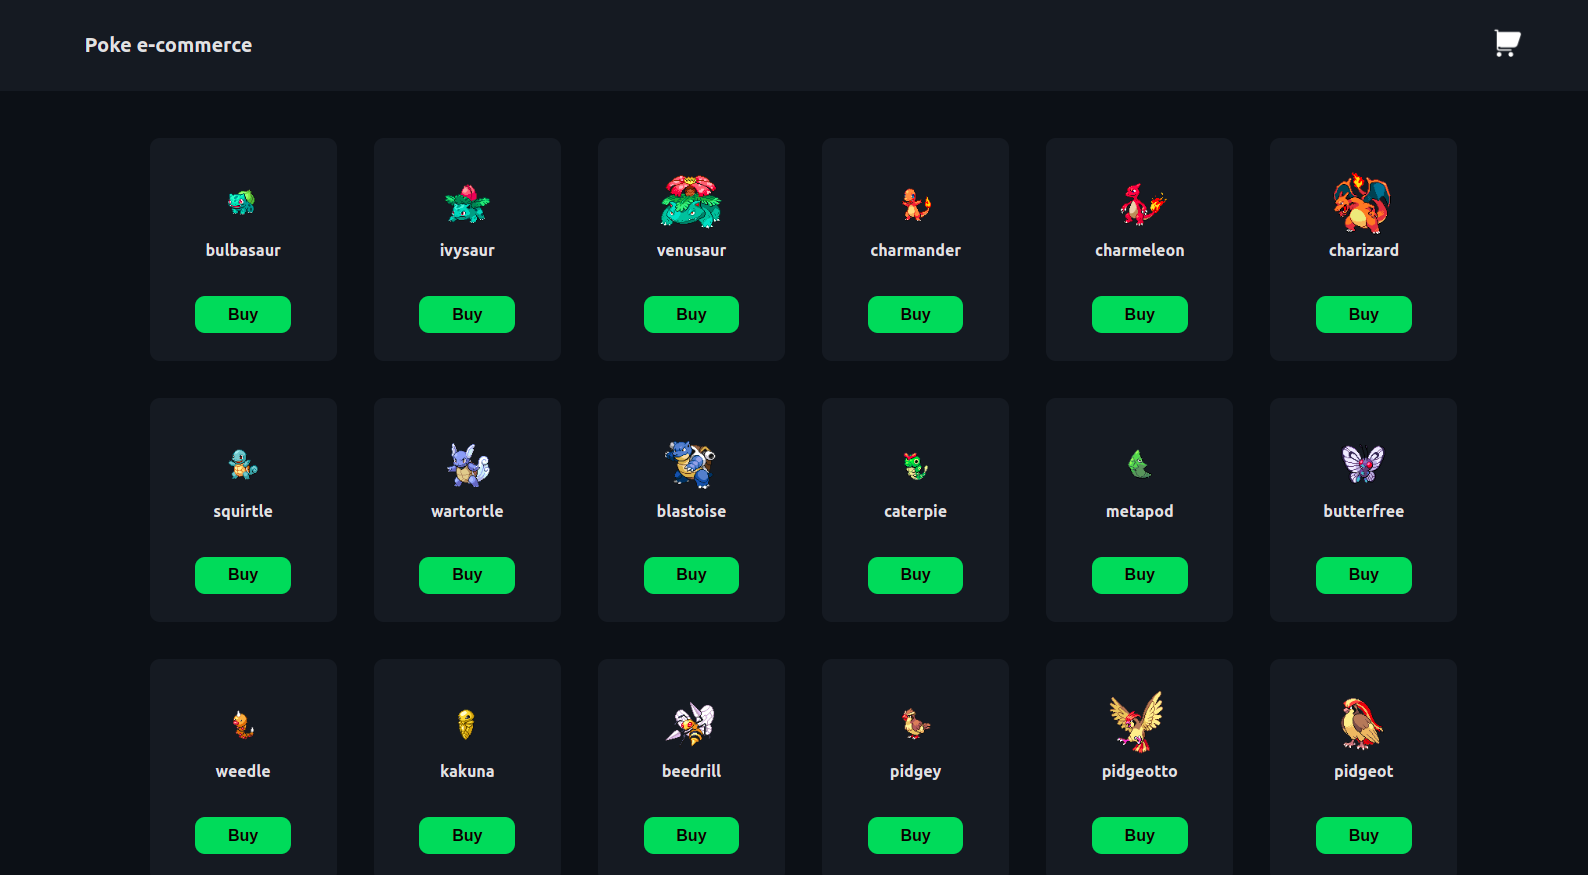 Poke e-commerce
bulbasaur ivysaur venusaur charmander charmeleon charizard
Buy Buy Buy Buy Buy Buy
squirtle wartortle blastoise caterpie metapod butterfree
Buy Buy Buy Buy Buy Buy
weedle kakuna beedrill pidgey pidgeotto pidgeot
Buy Buy Buy Buy Buy Buy